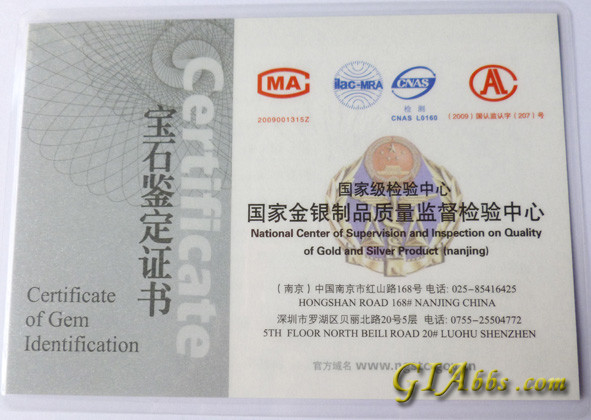 Certificate
宝石鉴定证书
Certificate
of Gem
Identification
MA
2009001315Z
ilac-MRA
CNAS
检 测
CNAS L0160
AL
(2009)国认监认字(207)号
国家级检验中心
国家金银制品质量监督检验中心
National Center of Supervision and Inspection on Quality
of Gold and Silver Product (nanjing)
(南京)中国南京市红山路168号 电话: 025-85416425
HONGSHAN ROAD 168# NANJING CHINA
深圳市罗湖区贝丽北路20号5层 电话: 0755-25504772
5TH FLOOR NORTH BEILI ROAD 20# LUOHU SHENZHEN
官方域名
GIAbbs.com